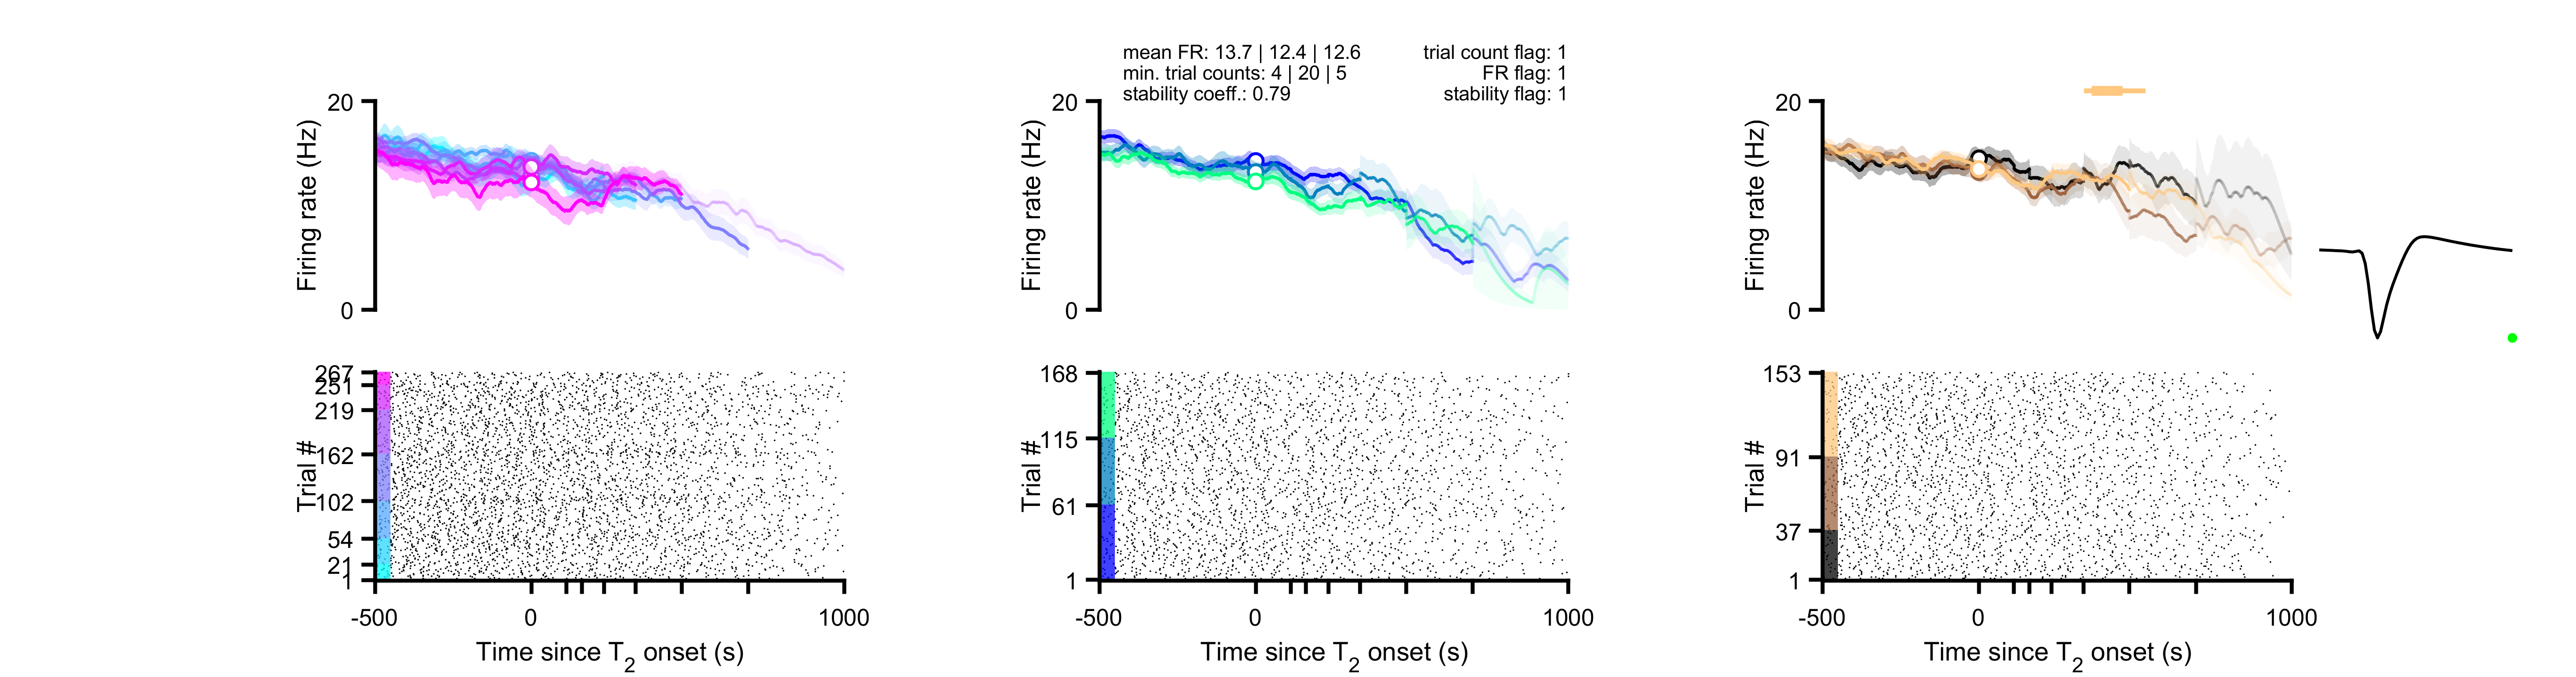 mean FR: 13.7 | 12.4 | 12.6
trial count flag: 1
min. trial counts: 4 | 20 | 5
FR flag: 1
stability coeff.: 0.79
stability flag: 1
20
Firing rate (Hz)
0
20
Firing rate (Hz)
0
20
Firing rate (Hz)
0
267
251
219
162
102
54
21
1
Trial #
-500
0
1000
Time since T2 onset (s)
168
115
61
1
Trial #
-500
0
1000
Time since T2 onset (s)
153
91
37
1
Trial #
-500
0
1000
Time since T2 onset (s)